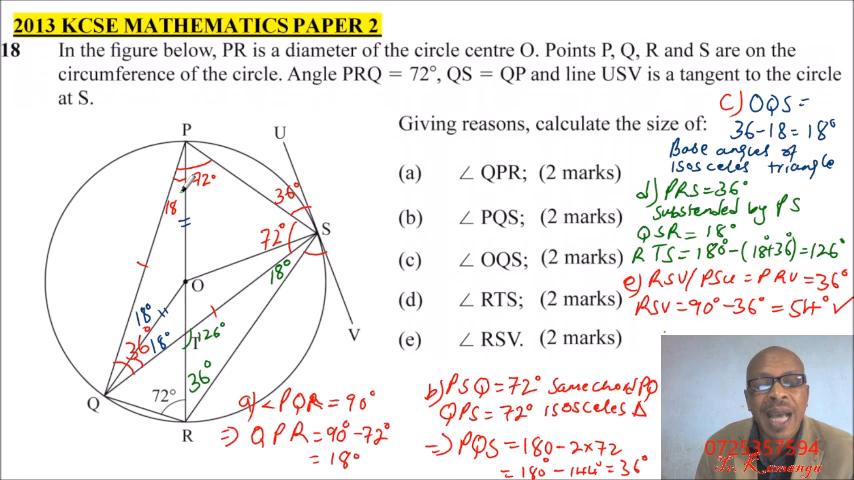 2013 KCSE MATHEMATICS PAPER 2
18 In the figure below, PR is a diameter of the circle centre O. Points P, Q, R and S are on the
circumference of the circle. Angle PRQ = 72°, QS = QP and line USV is a tangent to the circle
at S.
Giving reasons, calculate the size of:
(a) ∠ QPR; (2 marks)
(b) ∠ PQS; (2 marks)
(c) ∠ OQS; (2 marks)
(d) ∠ RTS; (2 marks)
(e) ∠ RSV. (2 marks)
P
U
72°
18
36°
S
72°
18°
O
18°
36°
18°
T
126°
V
36°
Q
72°
R
a) ∠PQR = 90°
⇒ QPR = 90° - 72°
= 18°
b) PSQ = 72° same chord PQ
QPS = 72° isosceles Δ
⇒ PQS = 180 - 2x72
= 180° - 144° = 36°
C) OQS =
36 - 18 = 18°
Base angles of
isosceles triangle
d) PRS = 36°
Substended by PS
QSR = 18°
RTS = 180° - (18° + 36°) = 126°
e) RSV / PSU = PRU = 36°
RSV = 90° - 36° = 54° ✓
0725357594
Tr. Kamangu